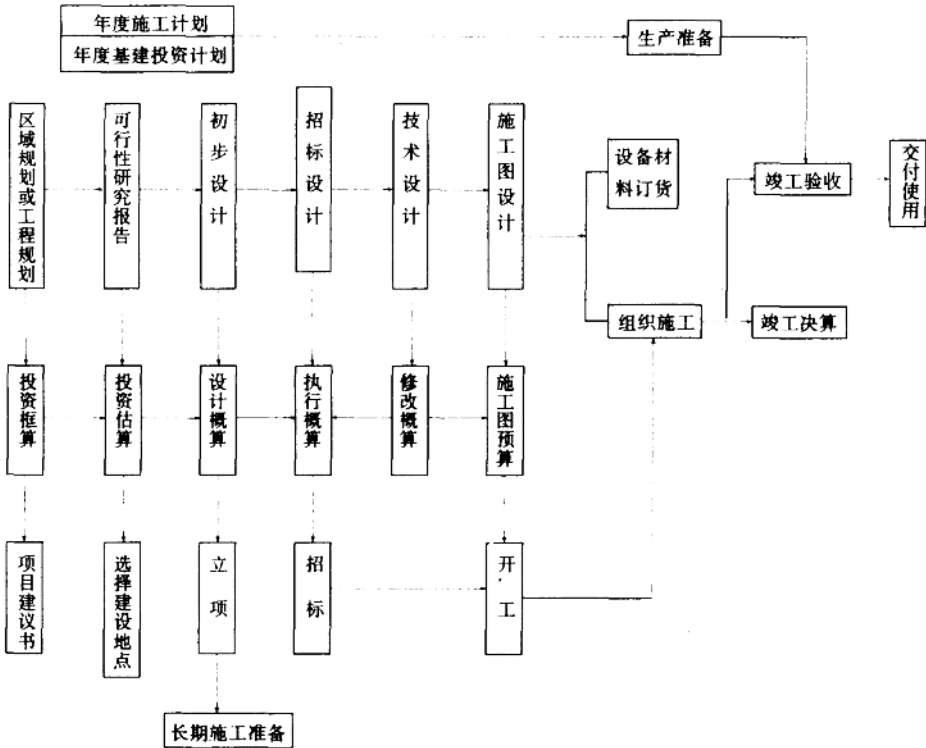 年度施工计划
年度基建投资计划
生产准备
区域规划或工程规划
可行性研究报告
初步设计
招标设计
技术设计
施工图设计
设备材
料订货
竣工验收
交付使用
组织施工
竣工决算
投资框算
投资估算
设计概算
执行概算
修改概算
施工图预算
项目建议书
选择建设地点
立项
招标
开工
长期施工准备